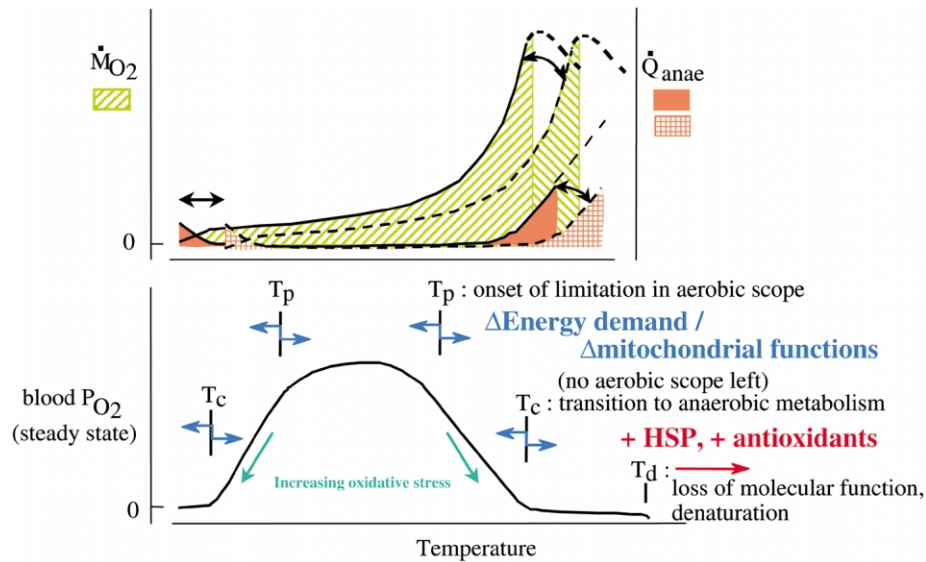 ṀO2
Q̇anae
0
Tp
Tp : onset of limitation in aerobic scope
ΔEnergy demand /
Δmitochondrial functions
(no aerobic scope left)
Tc
Tc : transition to anaerobic metabolism
blood PO2
(steady state)
+ HSP, + antioxidants
Td :
Increasing oxidative stress
loss of molecular function,
denaturation
0
Temperature